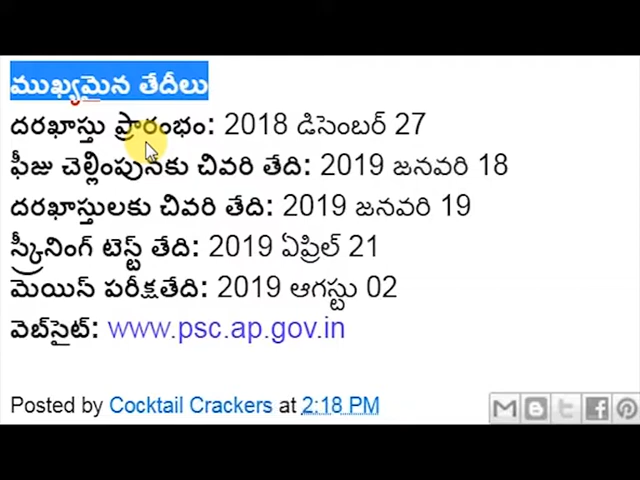 ముఖ్యమైన తేదీలు
దరఖాస్తు ప్రారంభం: 2018 డిసెంబర్ 27
ఫీజు చెల్లింపునకు చివరి తేది: 2019 జనవరి 18
దరఖాస్తులకు చివరి తేది: 2019 జనవరి 19
స్క్రీనింగ్ టెస్ట్ తేది: 2019 ఏప్రిల్ 21
మెయిస్ పరీక్షతేది: 2019 ఆగస్టు 02
వెబ్‌సైట్: www.psc.ap.gov.in
Posted by Cocktail Crackers at 2:18 PM